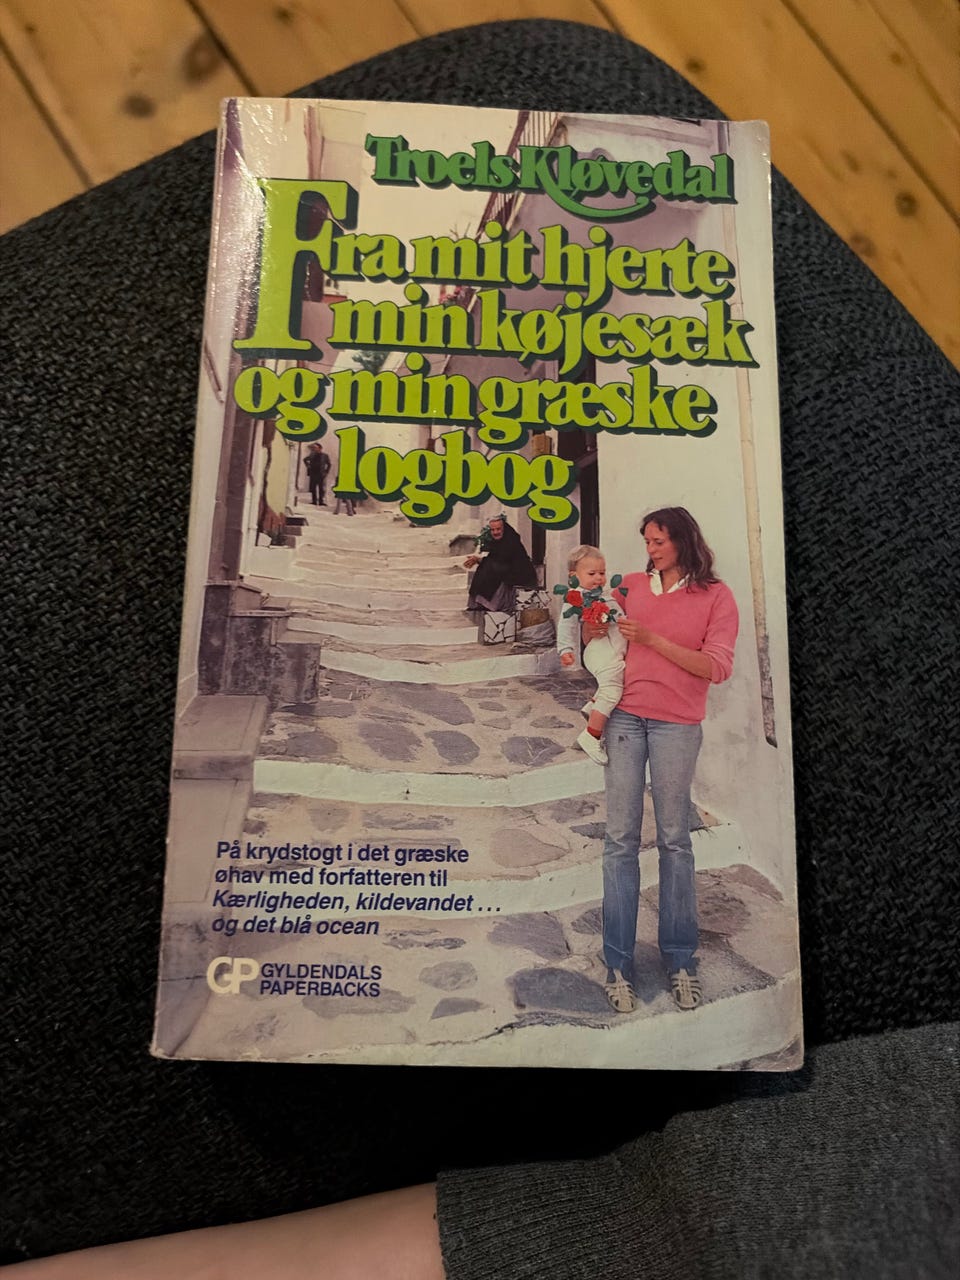 Troels Kløvedal
Fra mit hjerte
min køjesæk
og min græske
logbog
På krydstogt i det græske
øhav med forfatteren til
Kærligheden, kildevandet...
og det blå ocean
GP GYLDENDALS
PAPERBACKS